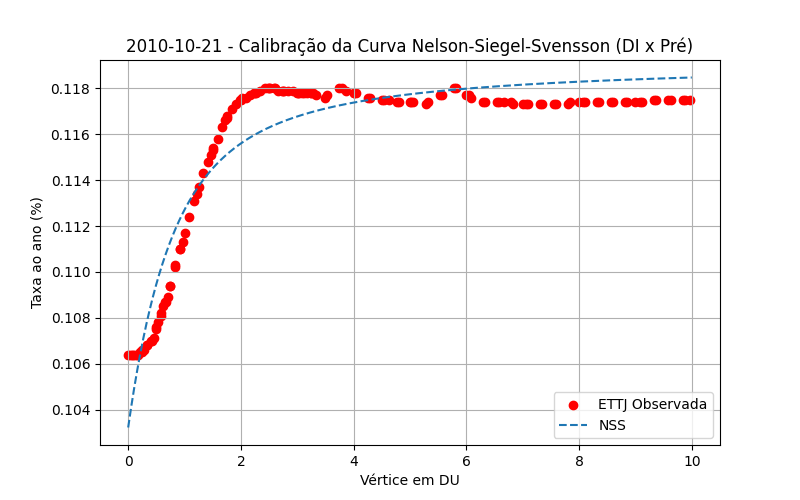 2010-10-21 - Calibração da Curva Nelson-Siegel-Svensson (DI x Pré)
Taxa ao ano (%)
0.118
0.116
0.114
0.112
0.110
0.108
0.106
0.104
ETTJ Observada
NSS
0 2 4 6 8 10
Vértice em DU